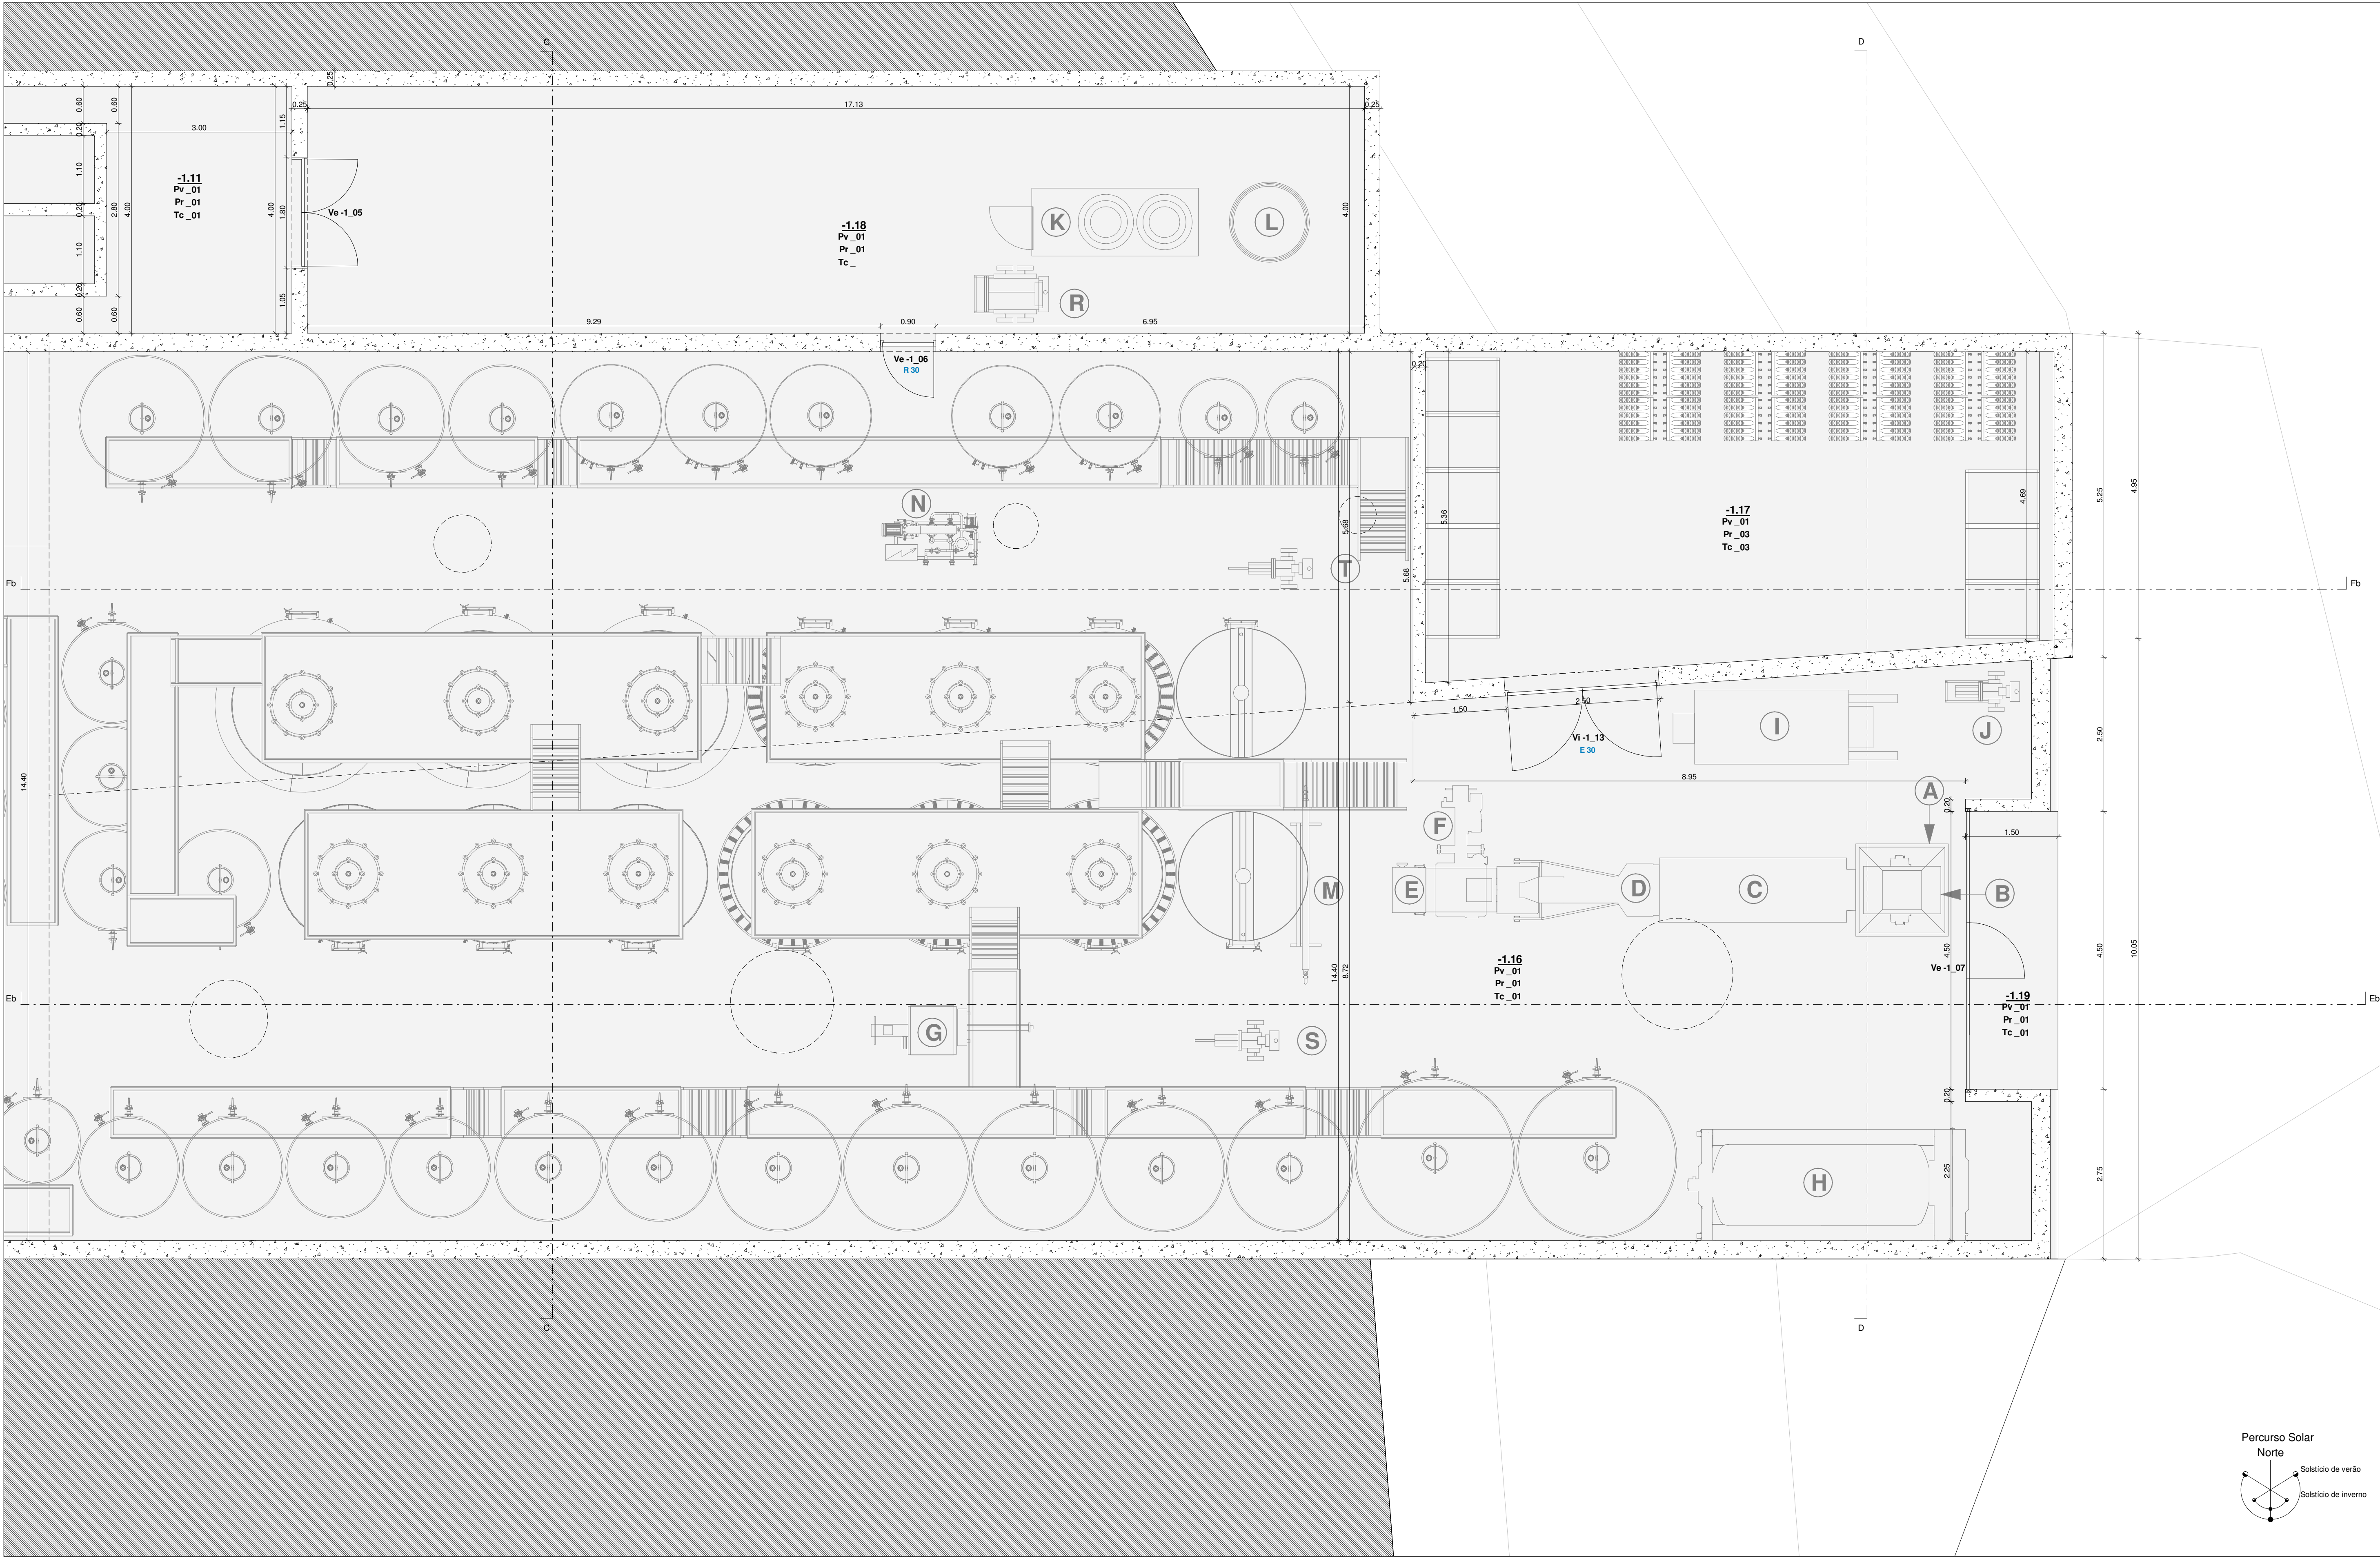 C
D
0.25
0.60
0.60
0.25
17.13
0.25
3.00
0.20
1.15
1.10
-1.11
Pv _01
Pr _01
Tc _01
0.20
2.80
4.00
4.00
1.80
Ve -1_05
1.10
0.20
0.60
0.60
1.05
-1.18
Pv _01
Pr _01
Tc _
K
L
R
4.00
9.29
0.90
6.95
Ve -1_06
R 30
0.20
N
T
5.68
5.68
5.36
-1.17
Pv _01
Pr _03
Tc _03
4.69
5.25
4.95
Fb
Fb
1.50
2.50
Vi -1_13
E 30
I
J
2.50
8.95
14.40
A
0.20
1.50
F
E
D
C
B
M
4.50
4.50
10.05
14.40
8.72
-1.16
Pv _01
Pr _01
Tc _01
Ve -1_07
-1.19
Pv _01
Pr _01
Tc _01
Eb
Eb
G
S
0.20
2.25
2.75
H
C
D
Percurso Solar
Norte
Solstício de verão
Solstício de inverno